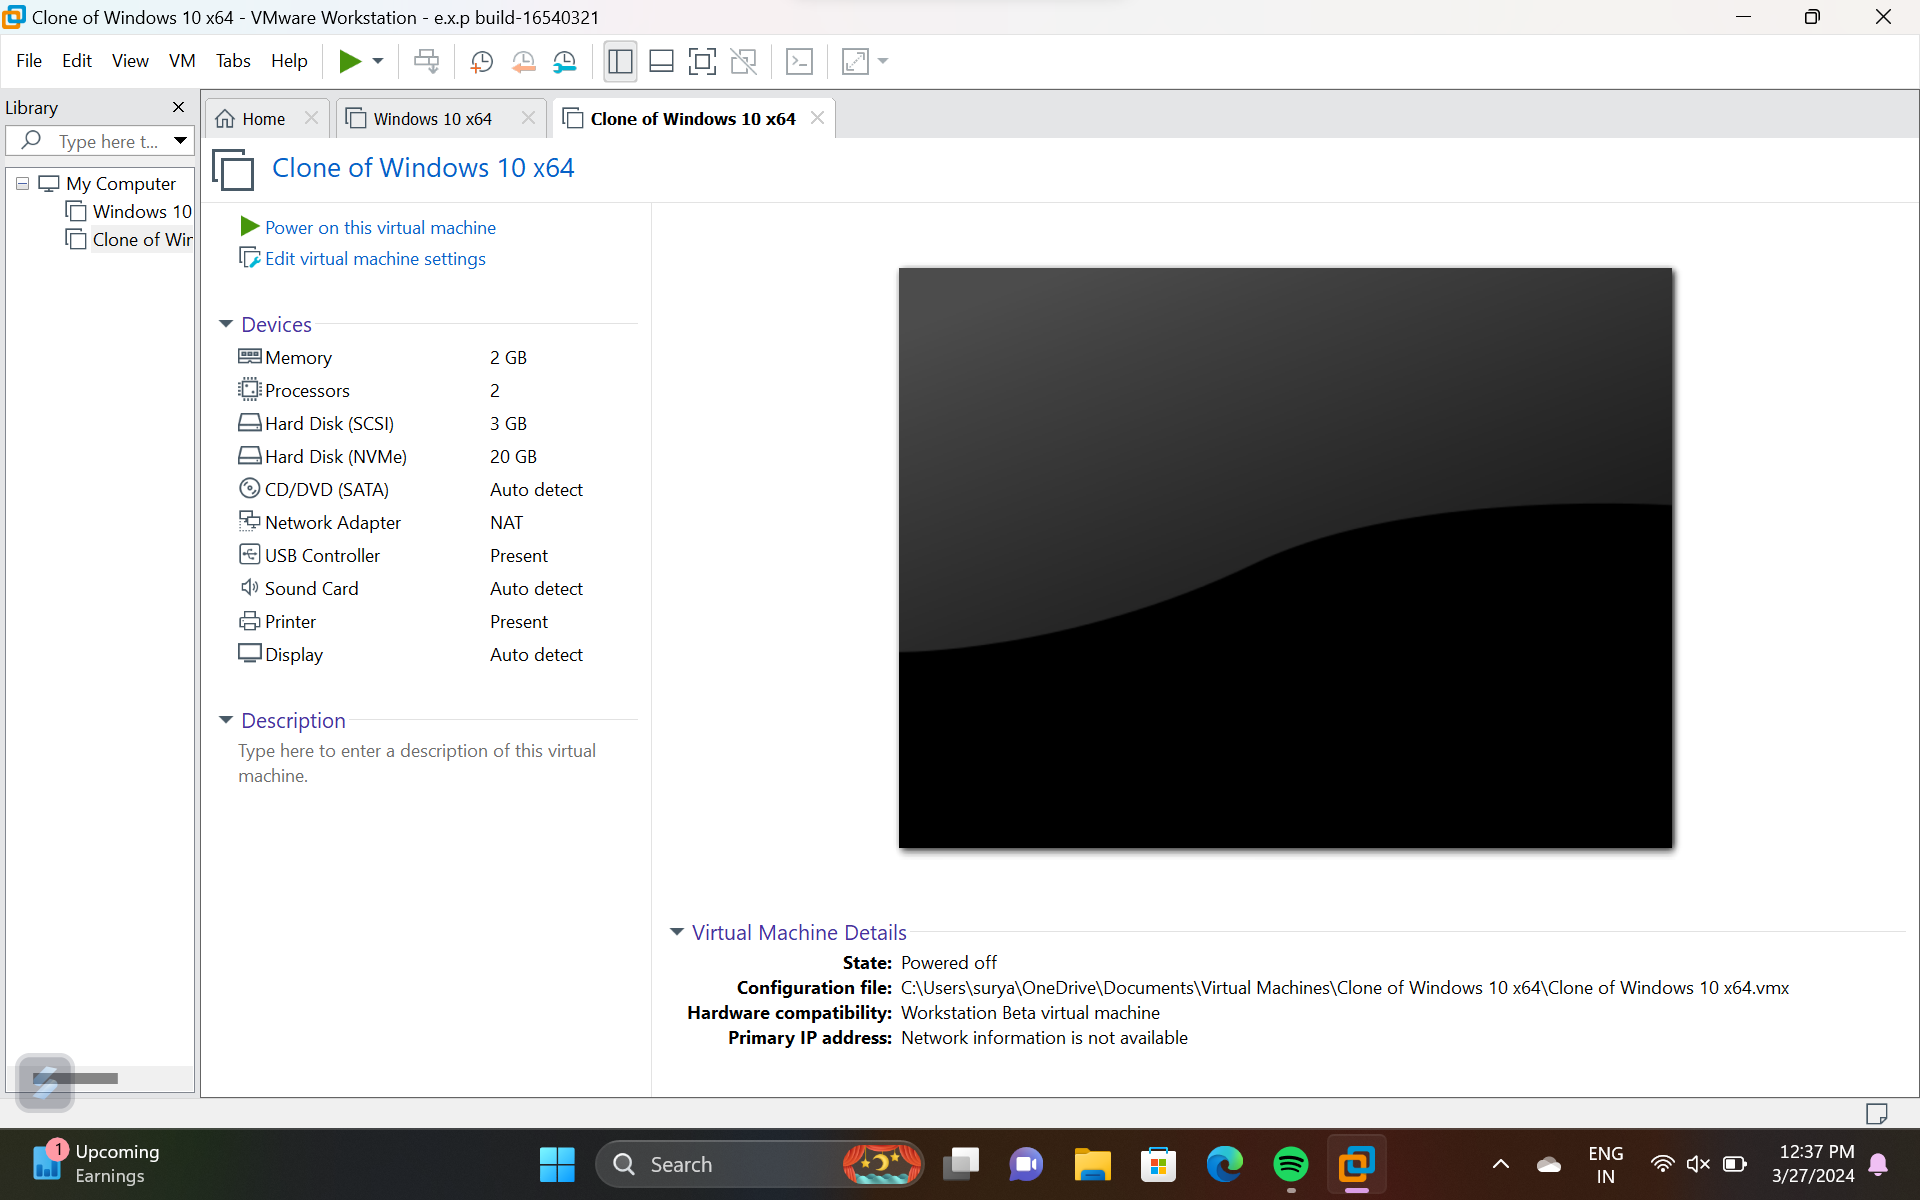 Clone of Windows 10 x64 - VMware Workstation - e.x.p build-16540321
File Edit View VM Tabs Help
Library
Type here t...
My Computer
Windows 10
Clone of Win
Home
Windows 10 x64
Clone of Windows 10 x64
Clone of Windows 10 x64
Power on this virtual machine
Edit virtual machine settings
Devices
Memory 2 GB
Processors 2
Hard Disk (SCSI) 3 GB
Hard Disk (NVMe) 20 GB
CD/DVD (SATA) Auto detect
Network Adapter NAT
USB Controller Present
Sound Card Auto detect
Printer Present
Display Auto detect
Description
Type here to enter a description of this virtual
machine.
Virtual Machine Details
State: Powered off
Configuration file: C:\Users\surya\OneDrive\Documents\Virtual Machines\Clone of Windows 10 x64\Clone of Windows 10 x64.vmx
Hardware compatibility: Workstation Beta virtual machine
Primary IP address: Network information is not available
1
Upcoming
Earnings
Search
ENG
IN
12:37 PM
3/27/2024